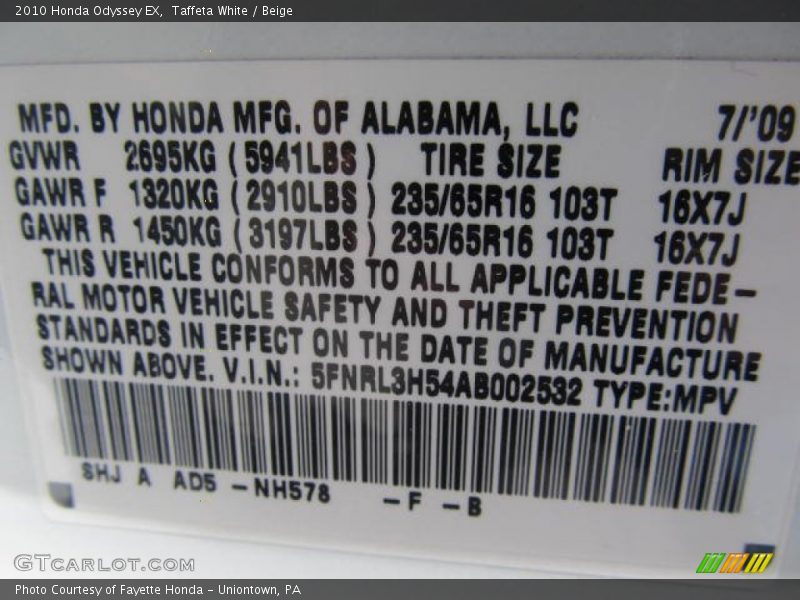 2010 Honda Odyssey EX, Taffeta White / Beige
MFD. BY HONDA MFG. OF ALABAMA, LLC 7/'09
GVWR 2695KG (5941LBS) TIRE SIZE RIM SIZE
GAWR F 1320KG (2910LBS) 235/65R16 103T 16X7J
GAWR R 1450KG (3197LBS) 235/65R16 103T 16X7J
THIS VEHICLE CONFORMS TO ALL APPLICABLE FEDE-
RAL MOTOR VEHICLE SAFETY AND THEFT PREVENTION
STANDARDS IN EFFECT ON THE DATE OF MANUFACTURE
SHOWN ABOVE. V.I.N.: 5FNRL3H54AB002532 TYPE:MPV
SHJ A AD5 -NH578 -F -B
GTCARLOT.COM
Photo Courtesy of Fayette Honda - Uniontown, PA